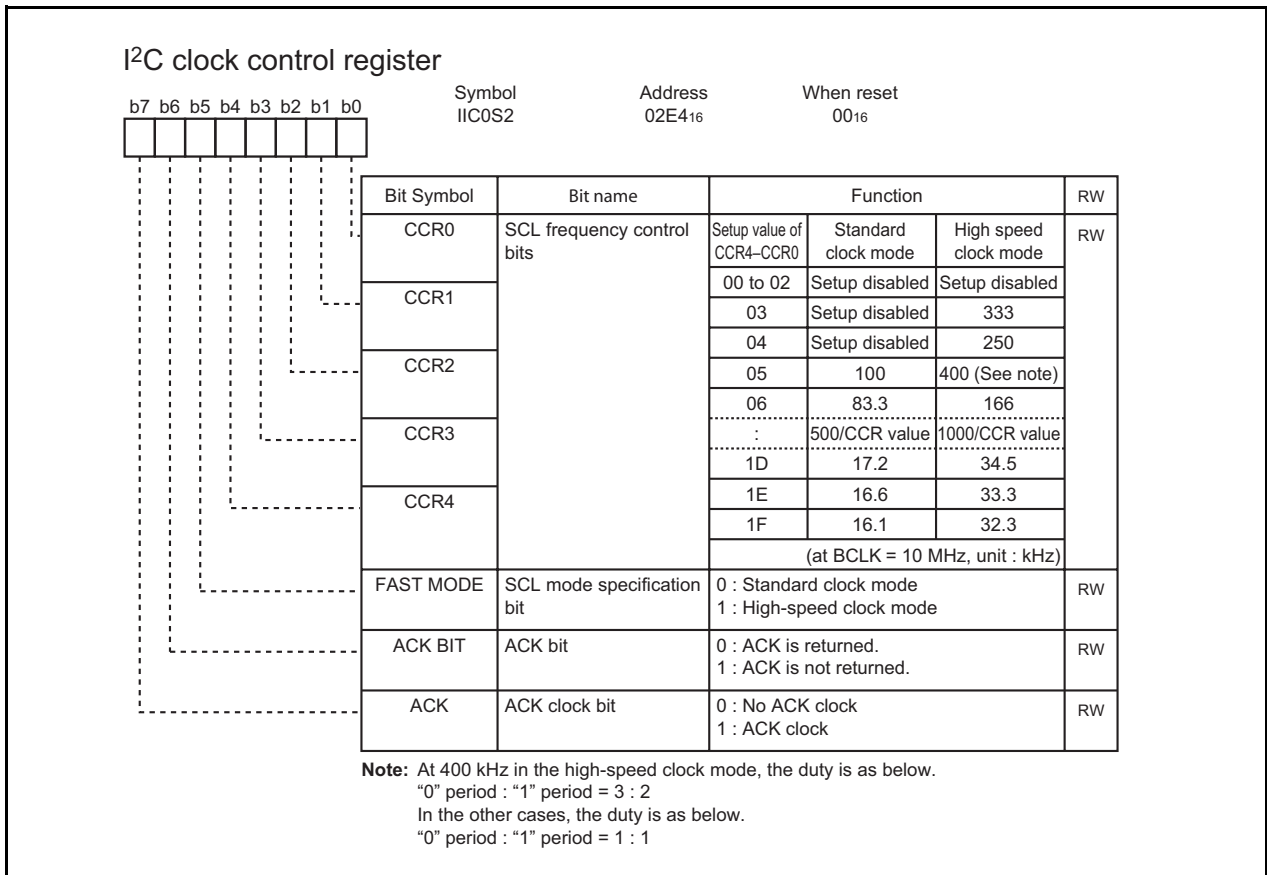 I2C clock control register
Symbol Address When reset
b7 b6 b5 b4 b3 b2 b1 b0
IIC0S2 02E416 0016
Bit Symbol Bit name Function RW
CCR0 SCL frequency control bits Setup value of CCR4–CCR0 Standard clock mode High speed clock mode RW
00 to 02 Setup disabled Setup disabled
CCR1
03 Setup disabled 333
04 Setup disabled 250
CCR2
05 100 400 (See note)
06 83.3 166
CCR3
: 500/CCR value 1000/CCR value
1D 17.2 34.5
CCR4
1E 16.6 33.3
1F 16.1 32.3
(at BCLK = 10 MHz, unit : kHz)
FAST MODE SCL mode specification bit 0 : Standard clock mode RW
1 : High-speed clock mode
ACK BIT ACK bit 0 : ACK is returned. RW
1 : ACK is not returned.
ACK ACK clock bit 0 : No ACK clock RW
1 : ACK clock
Note: At 400 kHz in the high-speed clock mode, the duty is as below.
“0” period : “1” period = 3 : 2
In the other cases, the duty is as below.
“0” period : “1” period = 1 : 1